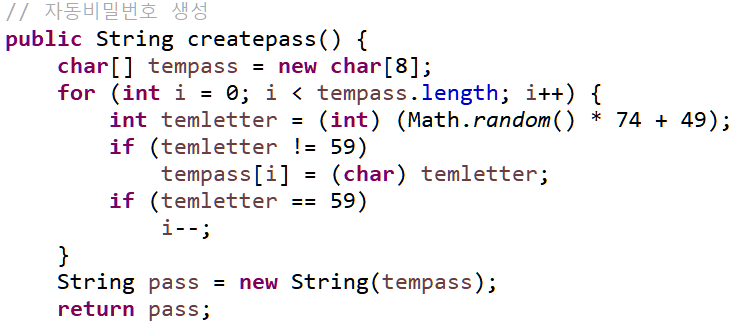 // 자동비밀번호 생성
public String createpass() {
    char[] tempass = new char[8];
    for (int i = 0; i < tempass.length; i++) {
        int temletter = (int) (Math.random() * 74 + 49);
        if (temletter != 59)
            tempass[i] = (char) temletter;
        if (temletter == 59)
            i--;
    }
    String pass = new String(tempass);
    return pass;